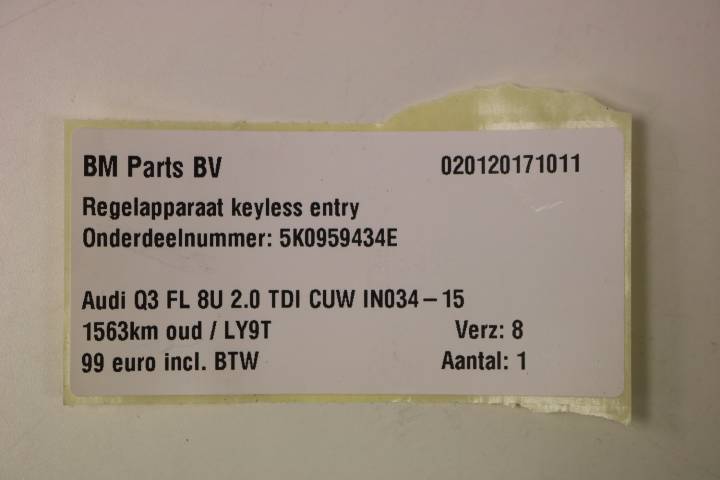 BM Parts BV 020120171011
Regelapparaat keyless entry
Onderdeelnummer: 5K0959434E
Audi Q3 FL 8U 2.0 TDI CUW IN034-15
1563km oud / LY9T Verz: 8
99 euro incl. BTW Aantal: 1